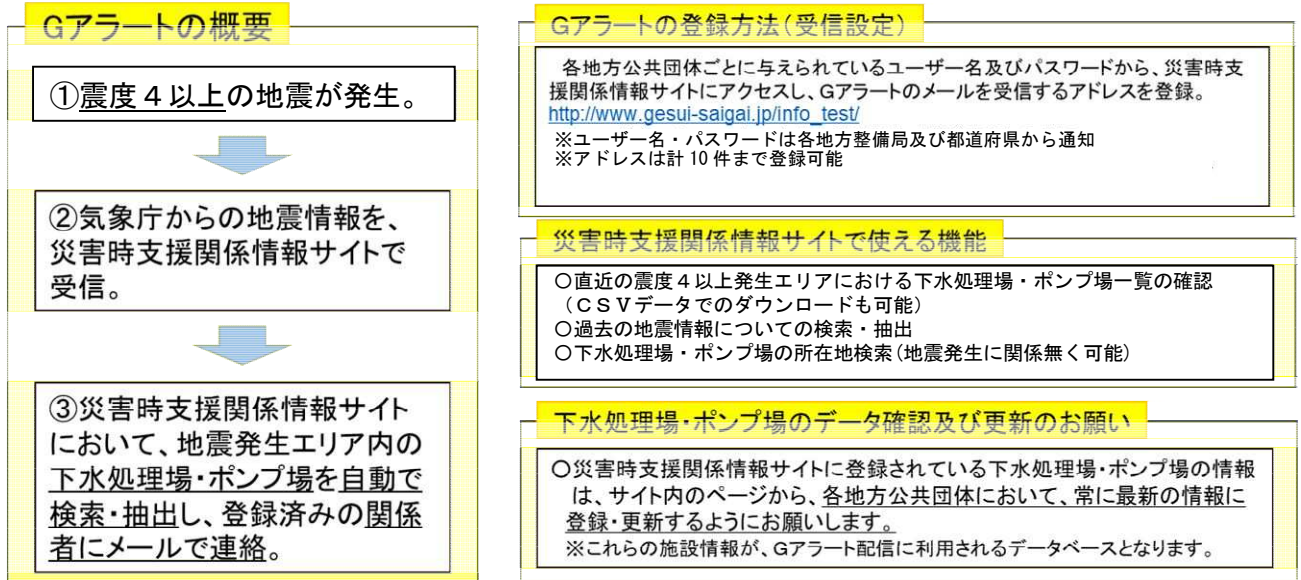 Gアラートの概要
①震度４以上の地震が発生。
②気象庁からの地震情報を、
災害時支援関係情報サイトで
受信。
③災害時支援関係情報サイト
において、地震発生エリア内の
下水処理場・ポンプ場を自動で
検索・抽出し、登録済みの関係
者にメールで連絡。
Gアラートの登録方法（受信設定）
各地方公共団体ごとに与えられているユーザー名及びパスワードから、災害時支
援関係情報サイトにアクセスし、Gアラートのメールを受信するアドレスを登録。
http://www.gesui-saigai.jp/info_test/
※ユーザー名・パスワードは各地方整備局及び都道府県から通知
※アドレスは計 10 件まで登録可能
災害時支援関係情報サイトで使える機能
〇直近の震度４以上発生エリアにおける下水処理場・ポンプ場一覧の確認
（ＣＳＶデータでのダウンロードも可能）
〇過去の地震情報についての検索・抽出
〇下水処理場・ポンプ場の所在地検索(地震発生に関係無く可能)
下水処理場・ポンプ場のデータ確認及び更新のお願い
〇災害時支援関係情報サイトに登録されている下水処理場・ポンプ場の情報
は、サイト内のページから、各地方公共団体において、常に最新の情報に
登録・更新するようにお願いします。
※これらの施設情報が、Gアラート配信に利用されるデータベースとなります。